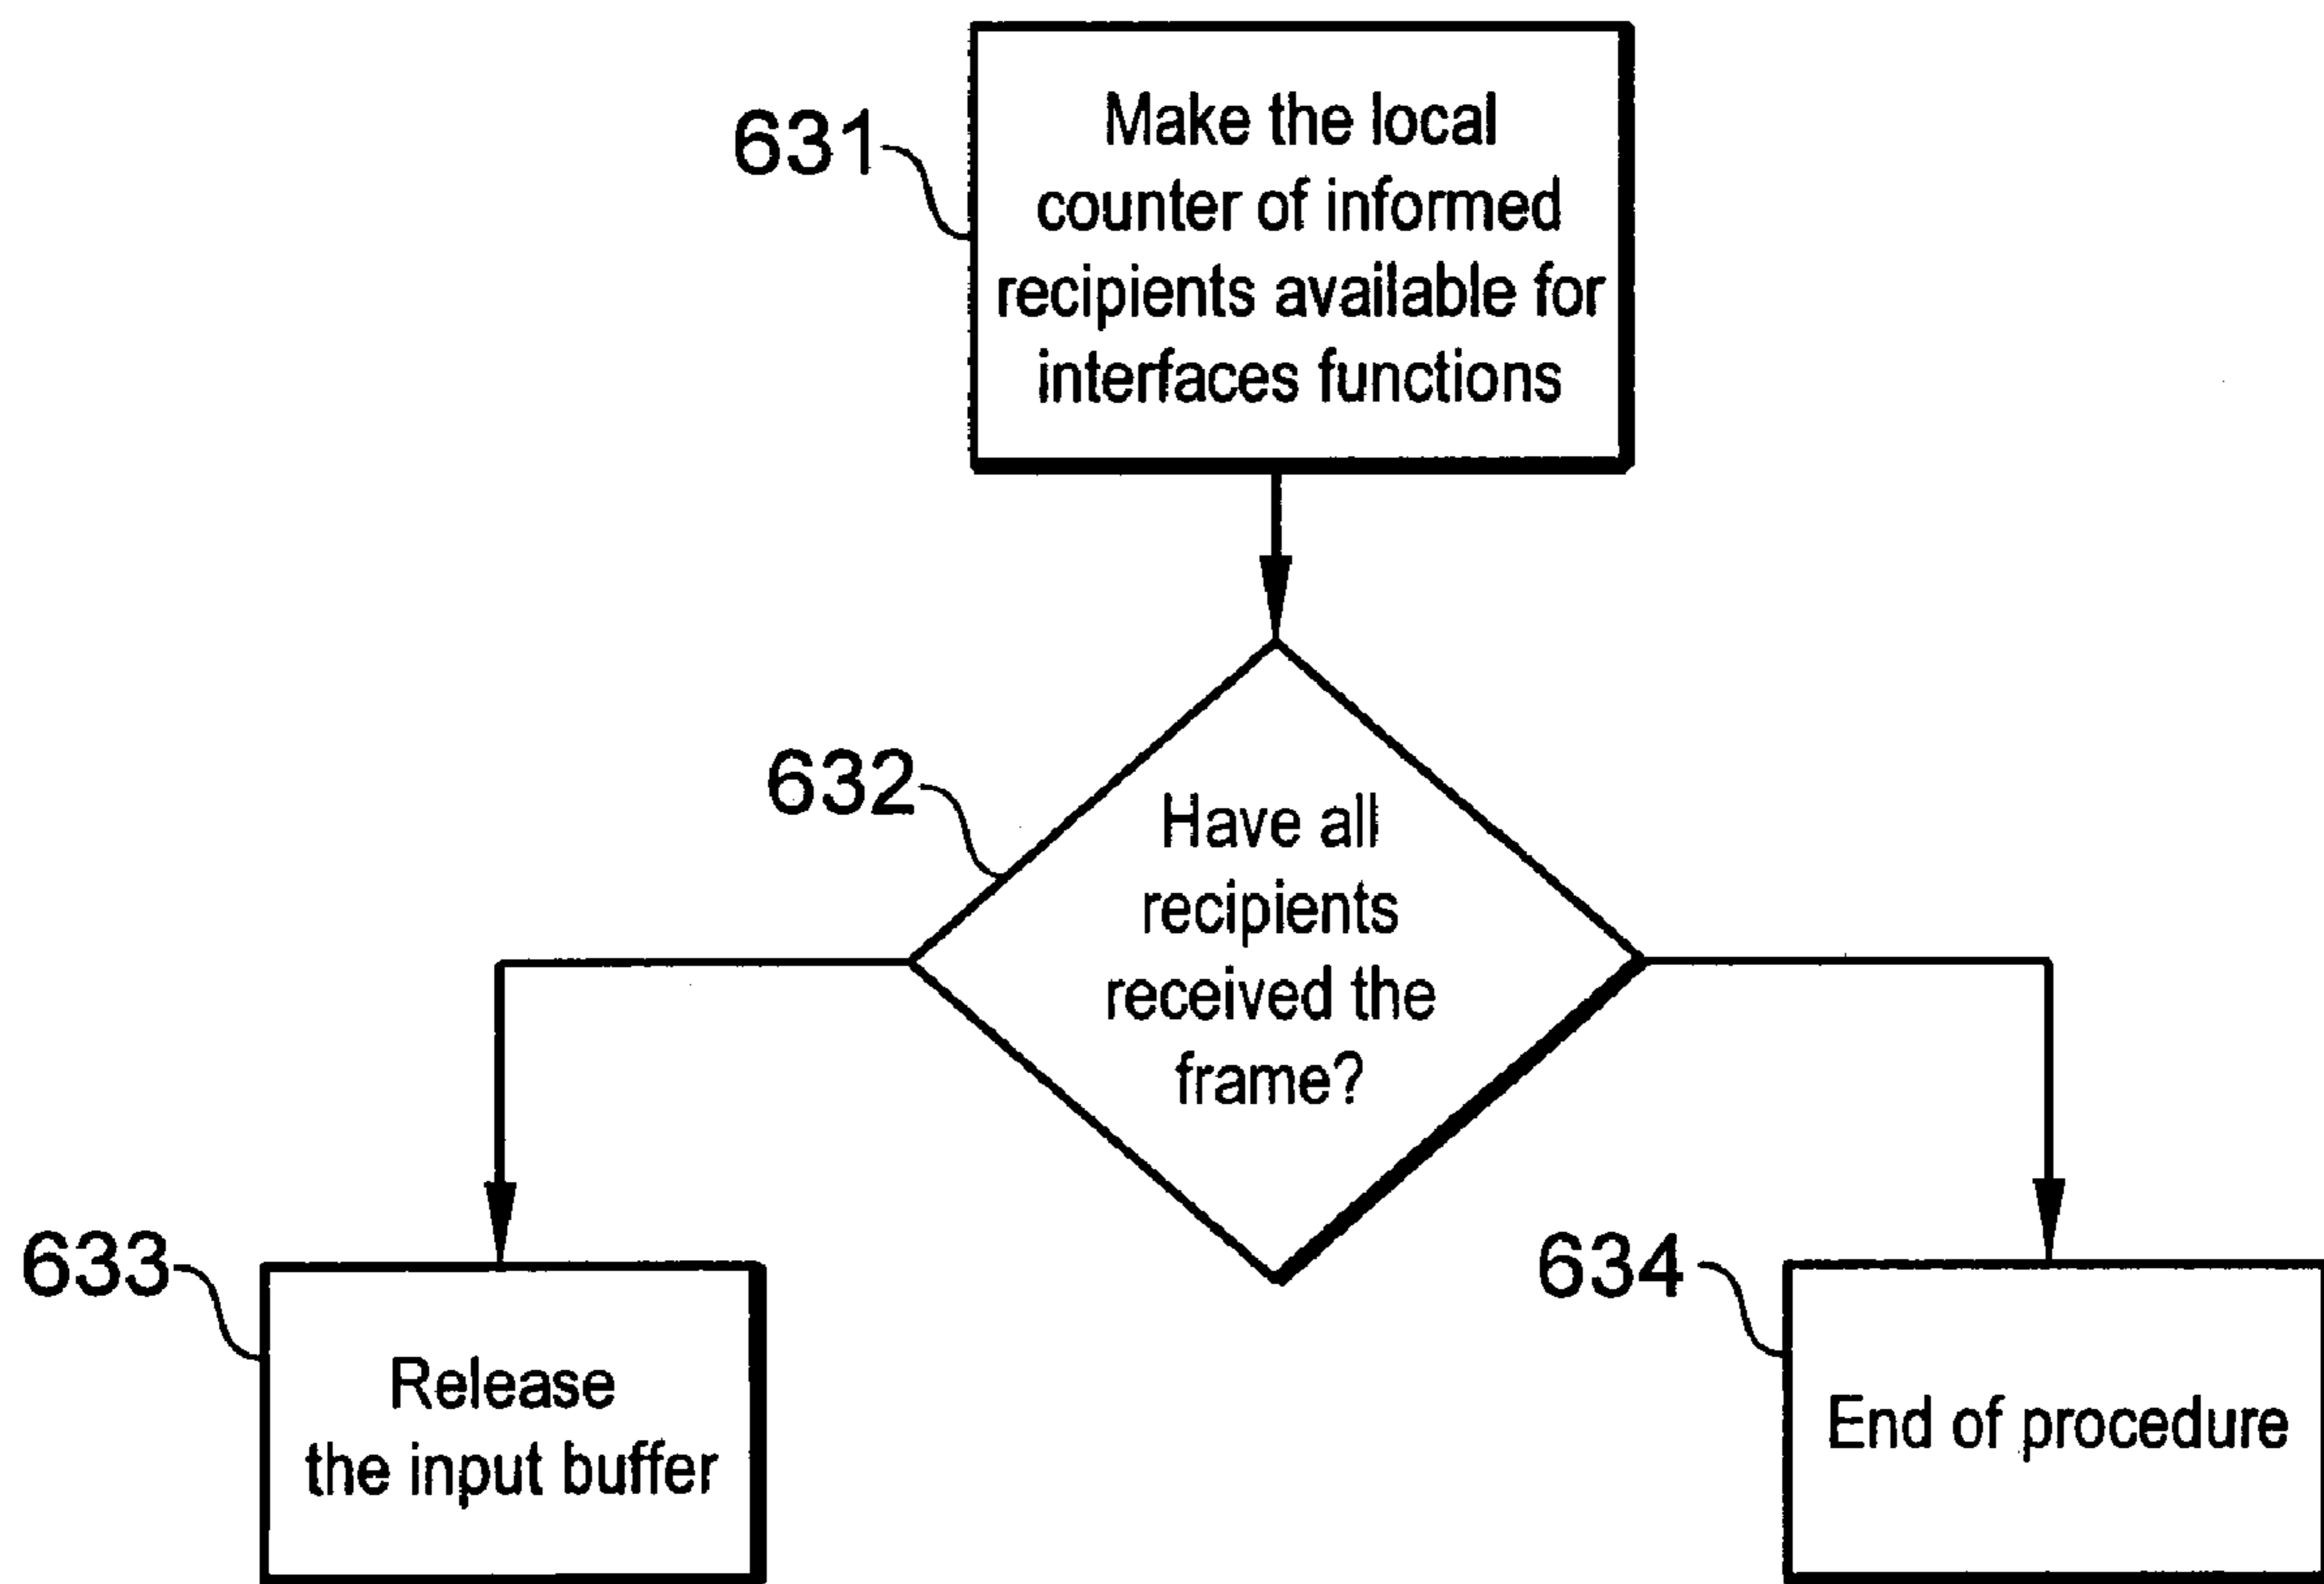 631
Make the local
counter of informed
recipients available for
interfaces functions
632
Have all
recipients
received the
frame?
633
Release
the input buffer
634
End of procedure